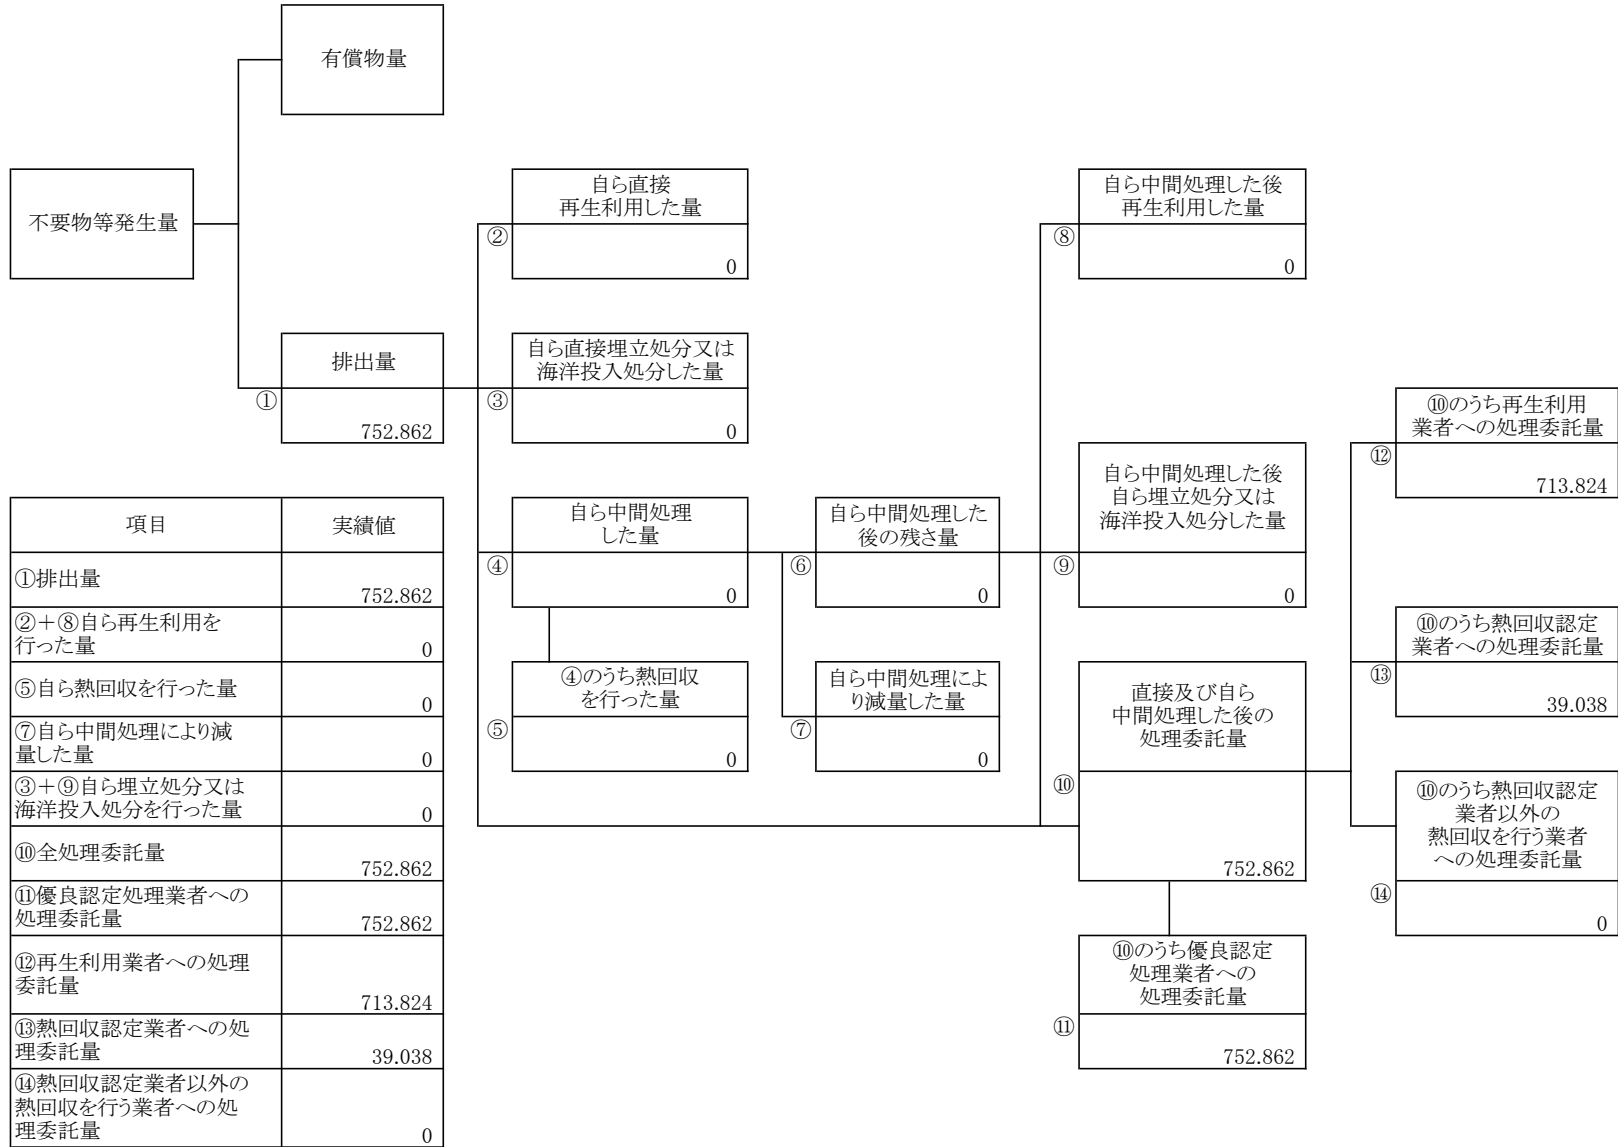 有償物量
不要物等発生量
自ら直接
再生利用した量
②
0
自ら中間処理した後
再生利用した量
⑧
0
排出量
①
752.862
自ら直接埋立処分又は
海洋投入処分した量
③
0
⑩のうち再生利用
業者への処理委託量
⑫
713.824
自ら中間処理
した量
④
0
自ら中間処理した
後の残さ量
⑥
0
自ら中間処理した後
自ら埋立処分又は
海洋投入処分した量
⑨
0
⑩のうち熱回収認定
業者への処理委託量
⑬
39.038
④のうち熱回収
を行った量
⑤
0
自ら中間処理によ
り減量した量
⑦
0
直接及び自ら
中間処理した後の
処理委託量
⑩
752.862
⑩のうち熱回収認定
業者以外の
熱回収を行う業者
への処理委託量
⑭
0
⑩のうち優良認定
処理業者への
処理委託量
⑪
752.862
項目 実績値
①排出量 752.862
②+⑧自ら再生利用を
行った量 0
⑤自ら熱回収を行った量 0
⑦自ら中間処理により減
量した量 0
③+⑨自ら埋立処分又は
海洋投入処分を行った量 0
⑩全処理委託量 752.862
⑪優良認定処理業者への
処理委託量 752.862
⑫再生利用業者への処理
委託量 713.824
⑬熱回収認定業者への処
理委託量 39.038
⑭熱回収認定業者以外の
熱回収を行う業者への処
理委託量 0